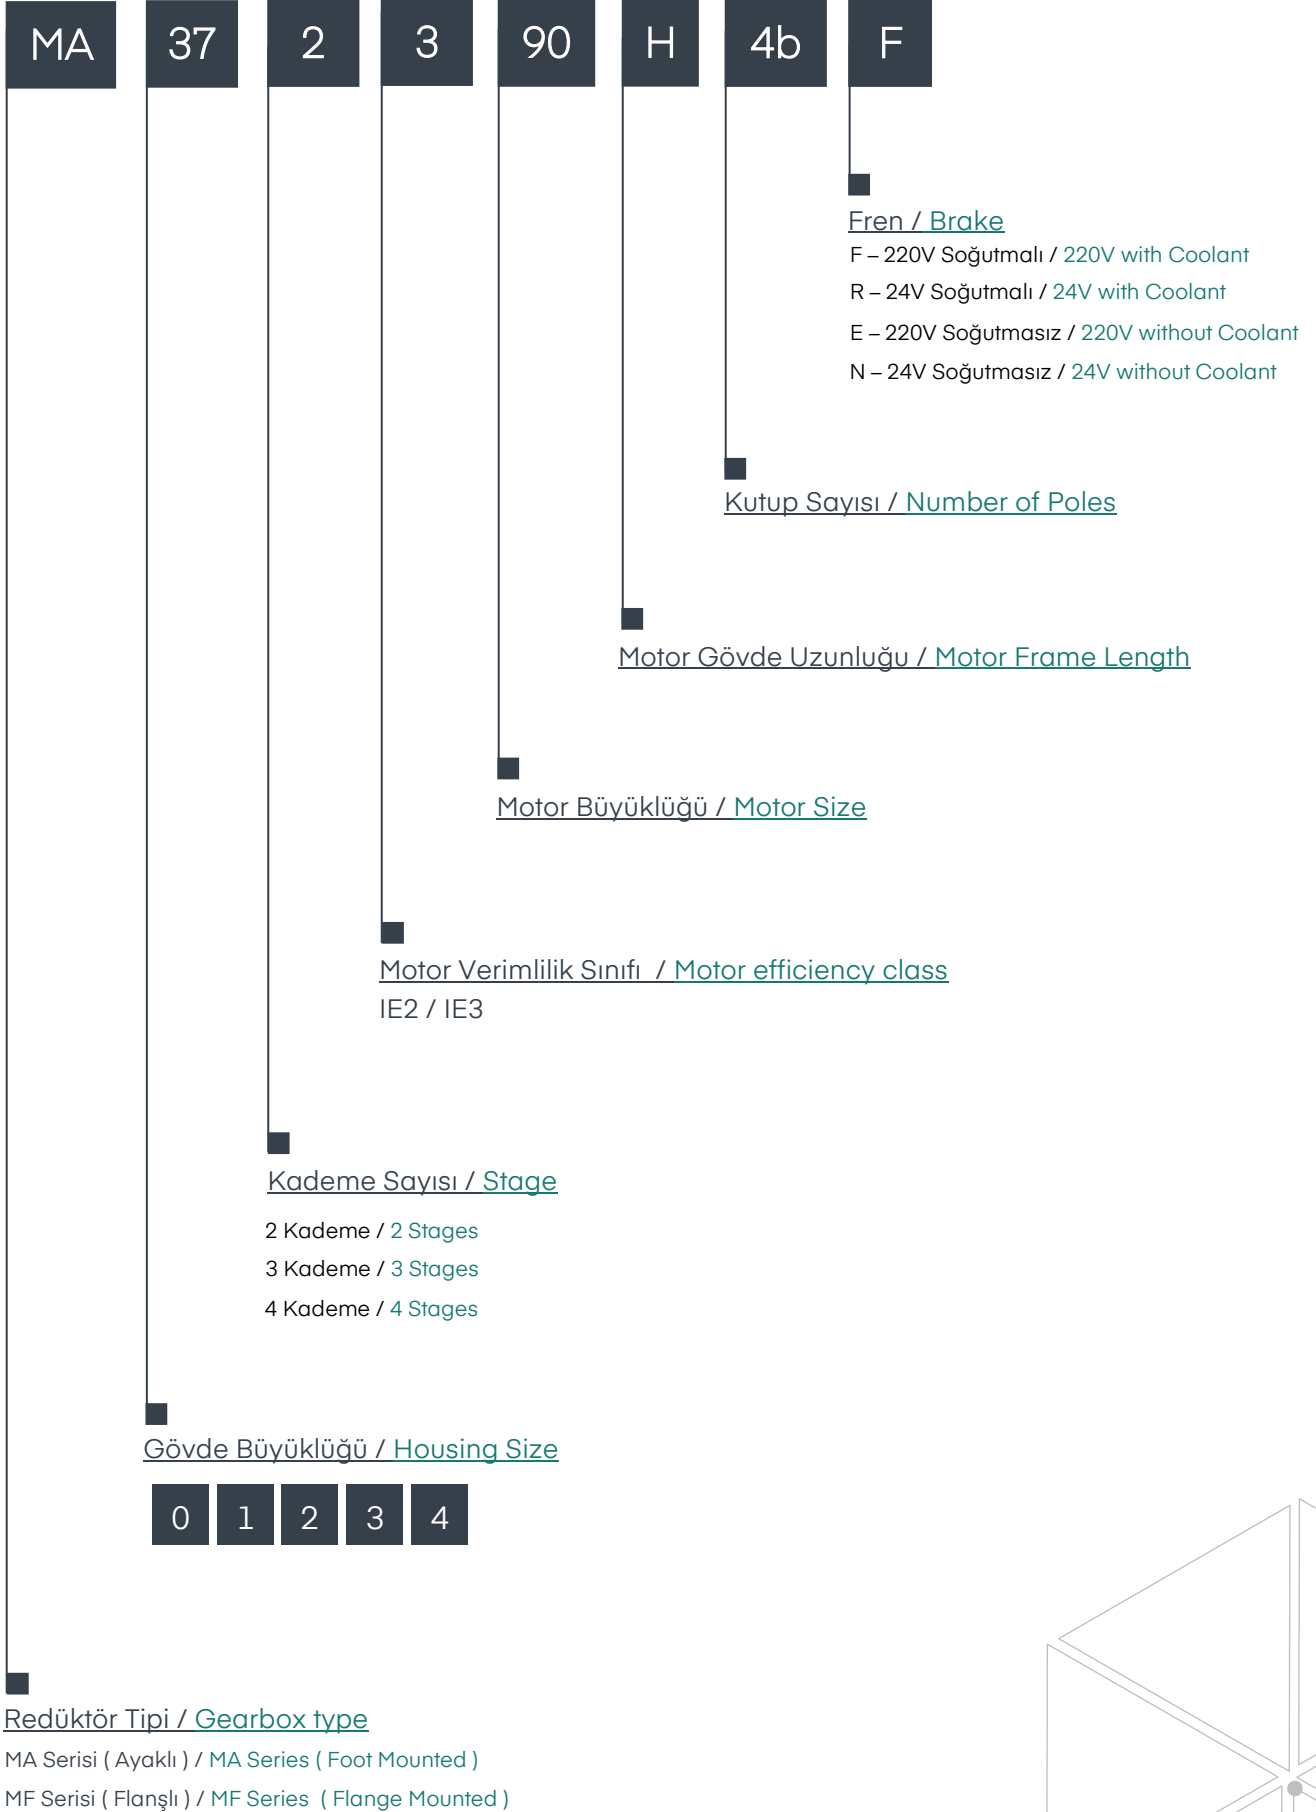 MA 37 2 3 90 H 4b F
Fren / Brake
F – 220V Soğutmalı / 220V with Coolant
R – 24V Soğutmalı / 24V with Coolant
E – 220V Soğutmasız / 220V without Coolant
N – 24V Soğutmasız / 24V without Coolant
Kutup Sayısı / Number of Poles
Motor Gövde Uzunluğu / Motor Frame Length
Motor Büyüklüğü / Motor Size
Motor Verimlilik Sınıfı / Motor efficiency class
IE2 / IE3
Kademe Sayısı / Stage
2 Kademe / 2 Stages
3 Kademe / 3 Stages
4 Kademe / 4 Stages
Gövde Büyüklüğü / Housing Size
0 1 2 3 4
Redüktör Tipi / Gearbox type
MA Serisi ( Ayaklı ) / MA Series ( Foot Mounted )
MF Serisi ( Flanşlı ) / MF Series ( Flange Mounted )